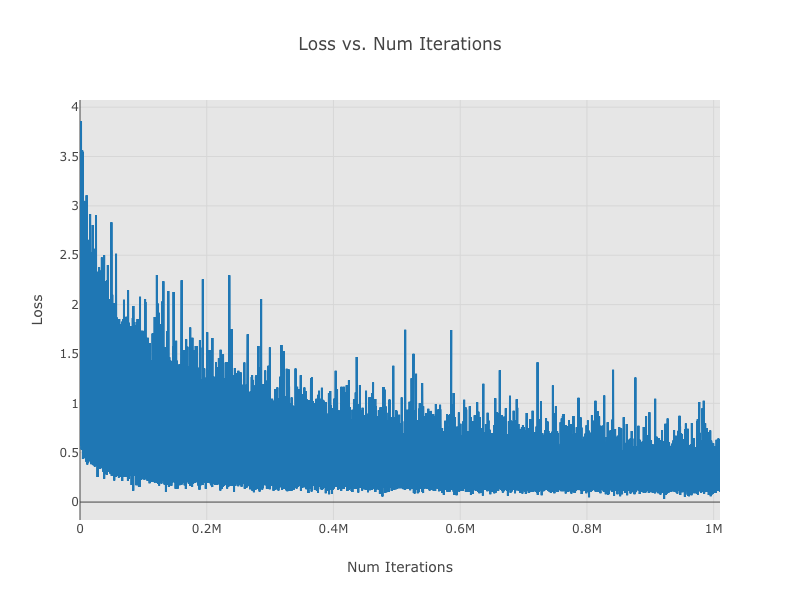 Loss vs. Num Iterations
4
3.5
3
2.5
2
1.5
1
0.5
0
Loss
0
0.2M
0.4M
0.6M
0.8M
1M
Num Iterations